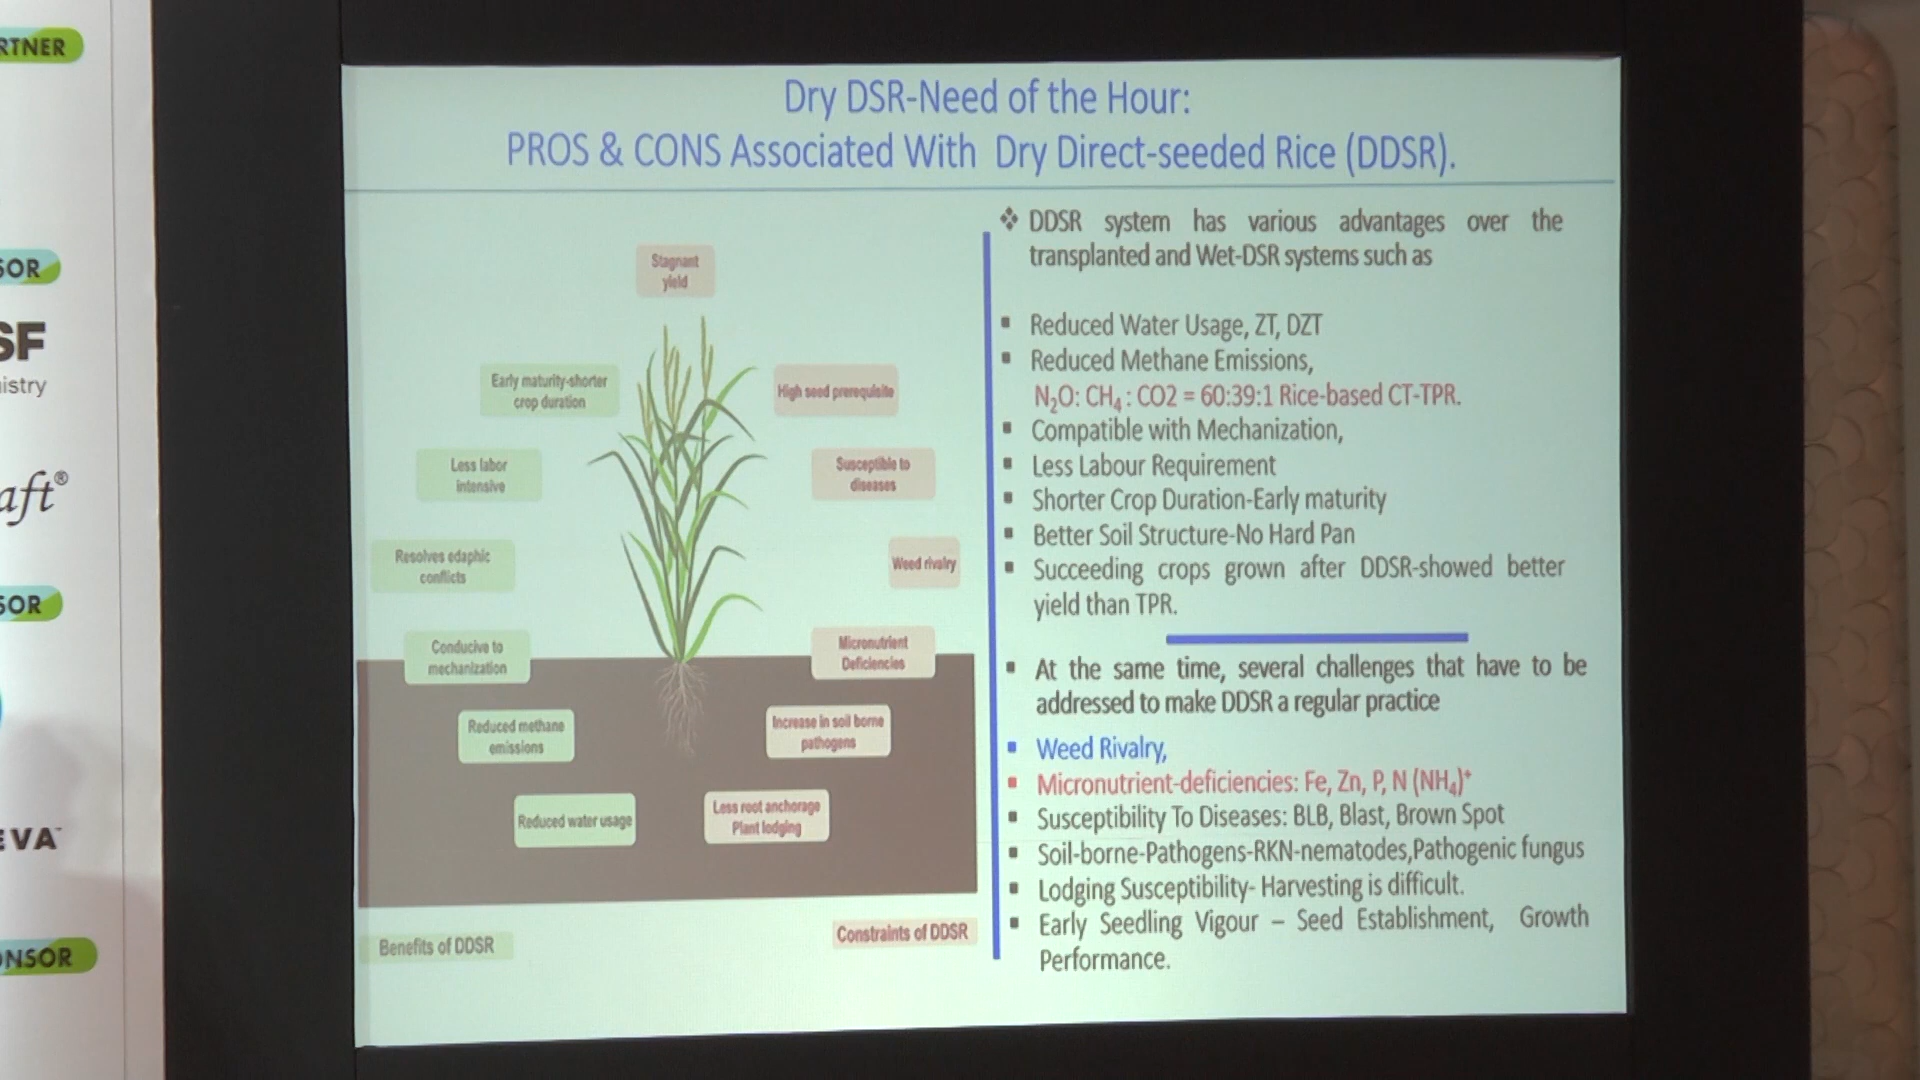 RTNER
SOR
SF
istry
aft®
SOR
EVA
NSOR
Dry DSR-Need of the Hour:
PROS & CONS Associated With Dry Direct-seeded Rice (DDSR).
Stagnant
yield
Early maturity-shorter
crop duration
High seed prerequisite
Less labor
intensive
Susceptible to
diseases
Resolves edaphic
conflicts
Weed rivalry
Conducive to
mechanization
Micronutrient
Deficiencies
Reduced methane
emissions
Increase in soil borne
pathogens
Reduced water usage
Less root anchorage
Plant lodging
Benefits of DDSR
Constraints of DDSR
❖ DDSR system has various advantages over the
transplanted and Wet-DSR systems such as
▪ Reduced Water Usage, ZT, DZT
▪ Reduced Methane Emissions,
N₂O: CH₄ : CO2 = 60:39:1 Rice-based CT-TPR.
▪ Compatible with Mechanization,
▪ Less Labour Requirement
▪ Shorter Crop Duration-Early maturity
▪ Better Soil Structure-No Hard Pan
▪ Succeeding crops grown after DDSR-showed better
yield than TPR.
▪ At the same time, several challenges that have to be
addressed to make DDSR a regular practice
▪ Weed Rivalry,
▪ Micronutrient-deficiencies: Fe, Zn, P, N (NH₄)⁺
▪ Susceptibility To Diseases: BLB, Blast, Brown Spot
▪ Soil-borne-Pathogens-RKN-nematodes,Pathogenic fungus
▪ Lodging Susceptibility- Harvesting is difficult.
▪ Early Seedling Vigour – Seed Establishment, Growth
Performance.